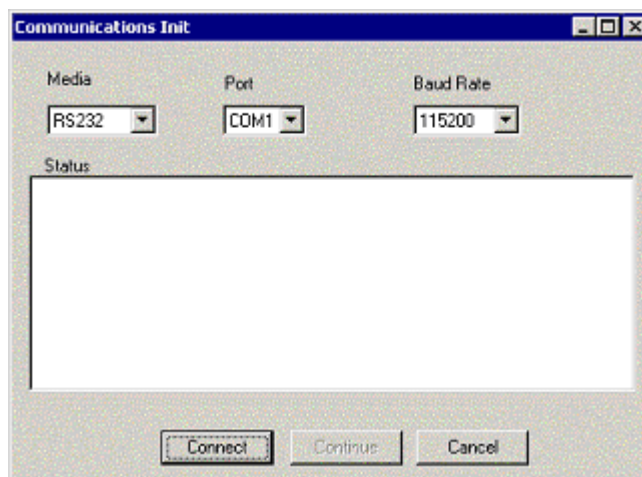 Communications Init
Media Port Baud Rate
RS232 COM1 115200
Status
Connect Continue Cancel